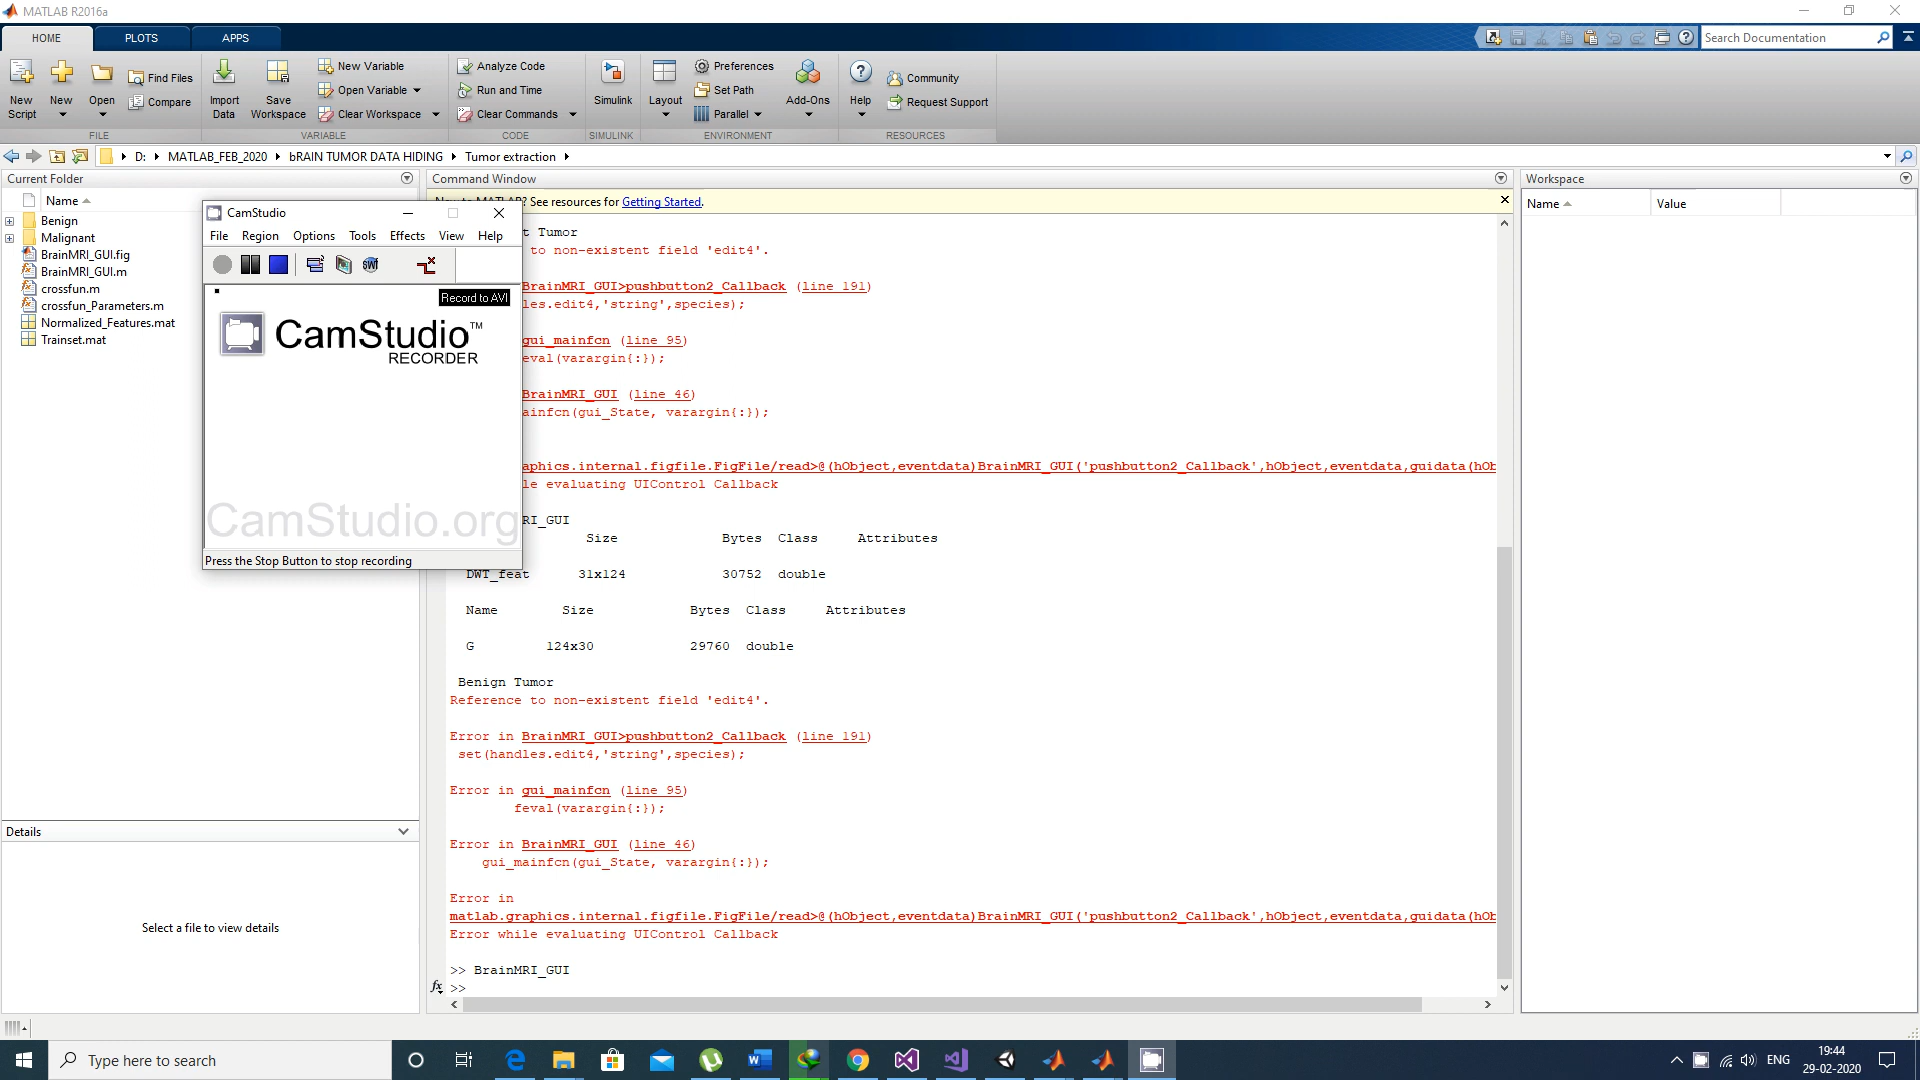 MATLAB R2016a
HOME PLOTS APPS
Search Documentation
New Script
New
Open
Find Files
Compare
Import Data
Save Workspace
New Variable
Open Variable
Clear Workspace
Analyze Code
Run and Time
Clear Commands
Simulink
Layout
Preferences
Set Path
Parallel
Add-Ons
Help
Community
Request Support
FILE VARIABLE CODE SIMULINK ENVIRONMENT RESOURCES
D: MATLAB_FEB_2020 bRAIN TUMOR DATA HIDING Tumor extraction
Current Folder
Name
Benign
Malignant
BrainMRI_GUI.fig
BrainMRI_GUI.m
crossfun.m
crossfun_Parameters.m
Normalized_Features.mat
Trainset.mat
Details
Select a file to view details
CamStudio
File Region Options Tools Effects View Help
Record to AVI
CamStudio™
RECORDER
CamStudio.org
Press the Stop Button to stop recording
Command Window
? See resources for Getting Started.
t Tumor
to non-existent field 'edit4'.
BrainMRI_GUI>pushbutton2_Callback (line 191)
les.edit4,'string',species);
gui_mainfcn (line 95)
eval(varargin{:});
BrainMRI_GUI (line 46)
ainfcn(gui_State, varargin{:});
aphics.internal.figfile.FigFile/read>@(hObject,eventdata)BrainMRI_GUI('pushbutton2_Callback',hObject,eventdata,guidata(hOb
le evaluating UIControl Callback
RI_GUI
Size Bytes Class Attributes
DWT_feat 31x124 30752 double
Name Size Bytes Class Attributes
G 124x30 29760 double
Benign Tumor
Reference to non-existent field 'edit4'.
Error in BrainMRI_GUI>pushbutton2_Callback (line 191)
set(handles.edit4,'string',species);
Error in gui_mainfcn (line 95)
feval(varargin{:});
Error in BrainMRI_GUI (line 46)
gui_mainfcn(gui_State, varargin{:});
Error in
matlab.graphics.internal.figfile.FigFile/read>@(hObject,eventdata)BrainMRI_GUI('pushbutton2_Callback',hObject,eventdata,guidata(hOb
Error while evaluating UIControl Callback
>> BrainMRI_GUI
fx >>
Workspace
Name Value
Type here to search
ENG
19:44
29-02-2020